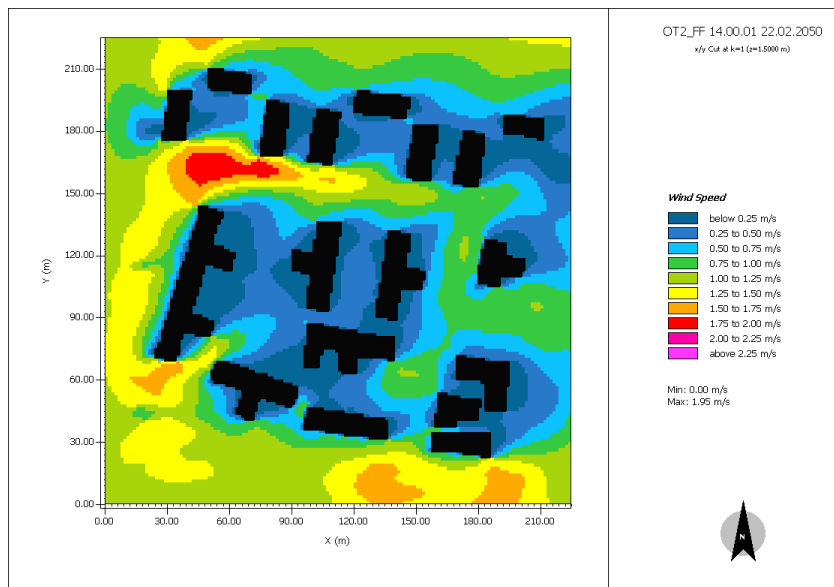 OT2_FF 14.00.01 22.02.2050
x/y Cut at k=1 (z=1.5000 m)
210.00
180.00
150.00
120.00
90.00
60.00
30.00
0.00
Y (m)
0.00 30.00 60.00 90.00 120.00 150.00 180.00 210.00
X (m)
Wind Speed
below 0.25 m/s
0.25 to 0.50 m/s
0.50 to 0.75 m/s
0.75 to 1.00 m/s
1.00 to 1.25 m/s
1.25 to 1.50 m/s
1.50 to 1.75 m/s
1.75 to 2.00 m/s
2.00 to 2.25 m/s
above 2.25 m/s
Min: 0.00 m/s
Max: 1.95 m/s
N